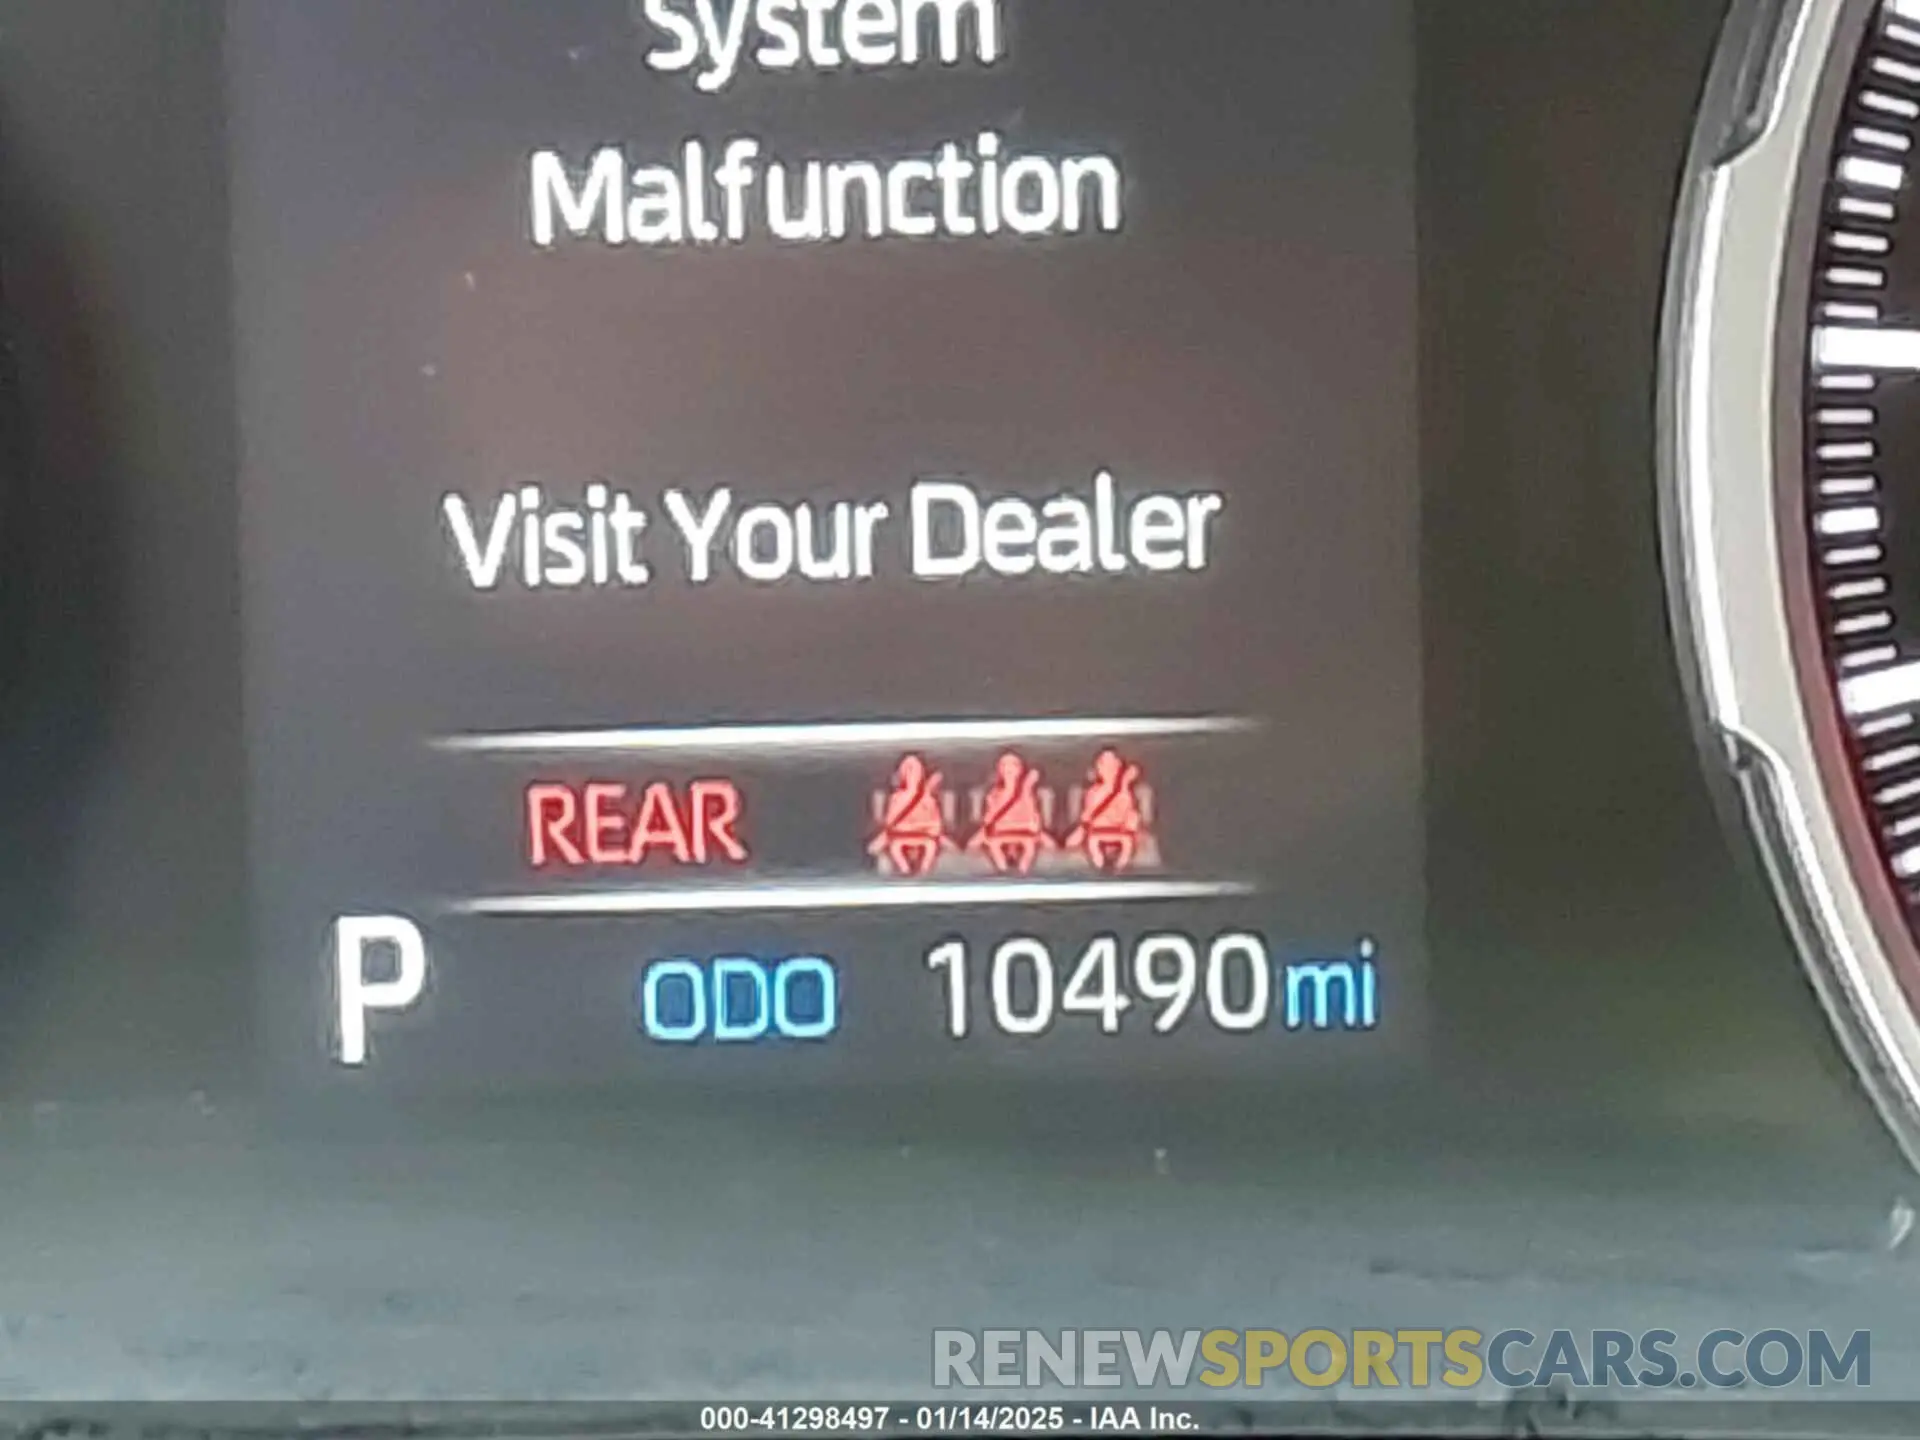 System
Malfunction
Visit Your Dealer
REAR
P ODO 10490 mi
RENEWSPORTSCARS.COM
000-41298497 - 01/14/2025 - IAA Inc.